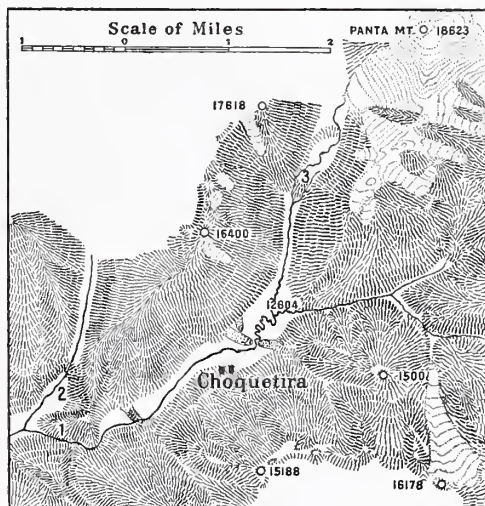 Scale of Miles
1 0 1 2
PANTA MT. 18623
17618
3
16400
12604
Choquetira
1500
2
1
15188
16178